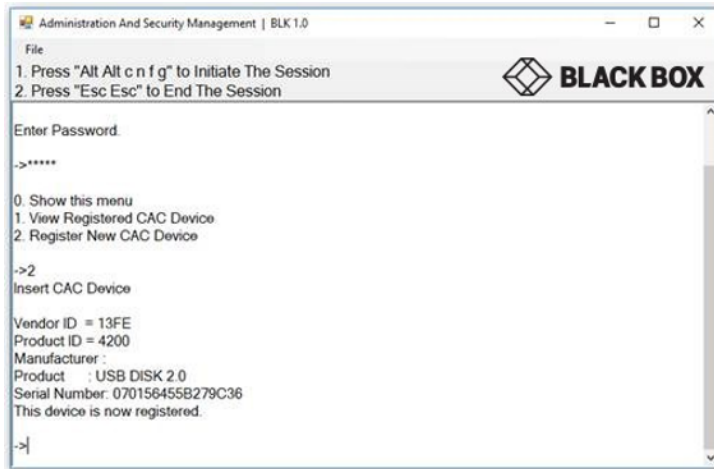 Administration And Security Management | BLK 1.0
File
1. Press "Alt Alt c n f g" to Initiate The Session
2. Press "Esc Esc" to End The Session
BLACK BOX
Enter Password.
->*****
0. Show this menu
1. View Registered CAC Device
2. Register New CAC Device
->2
Insert CAC Device
Vendor ID = 13FE
Product ID = 4200
Manufacturer :
Product : USB DISK 2.0
Serial Number: 070156455B279C36
This device is now registered.
->